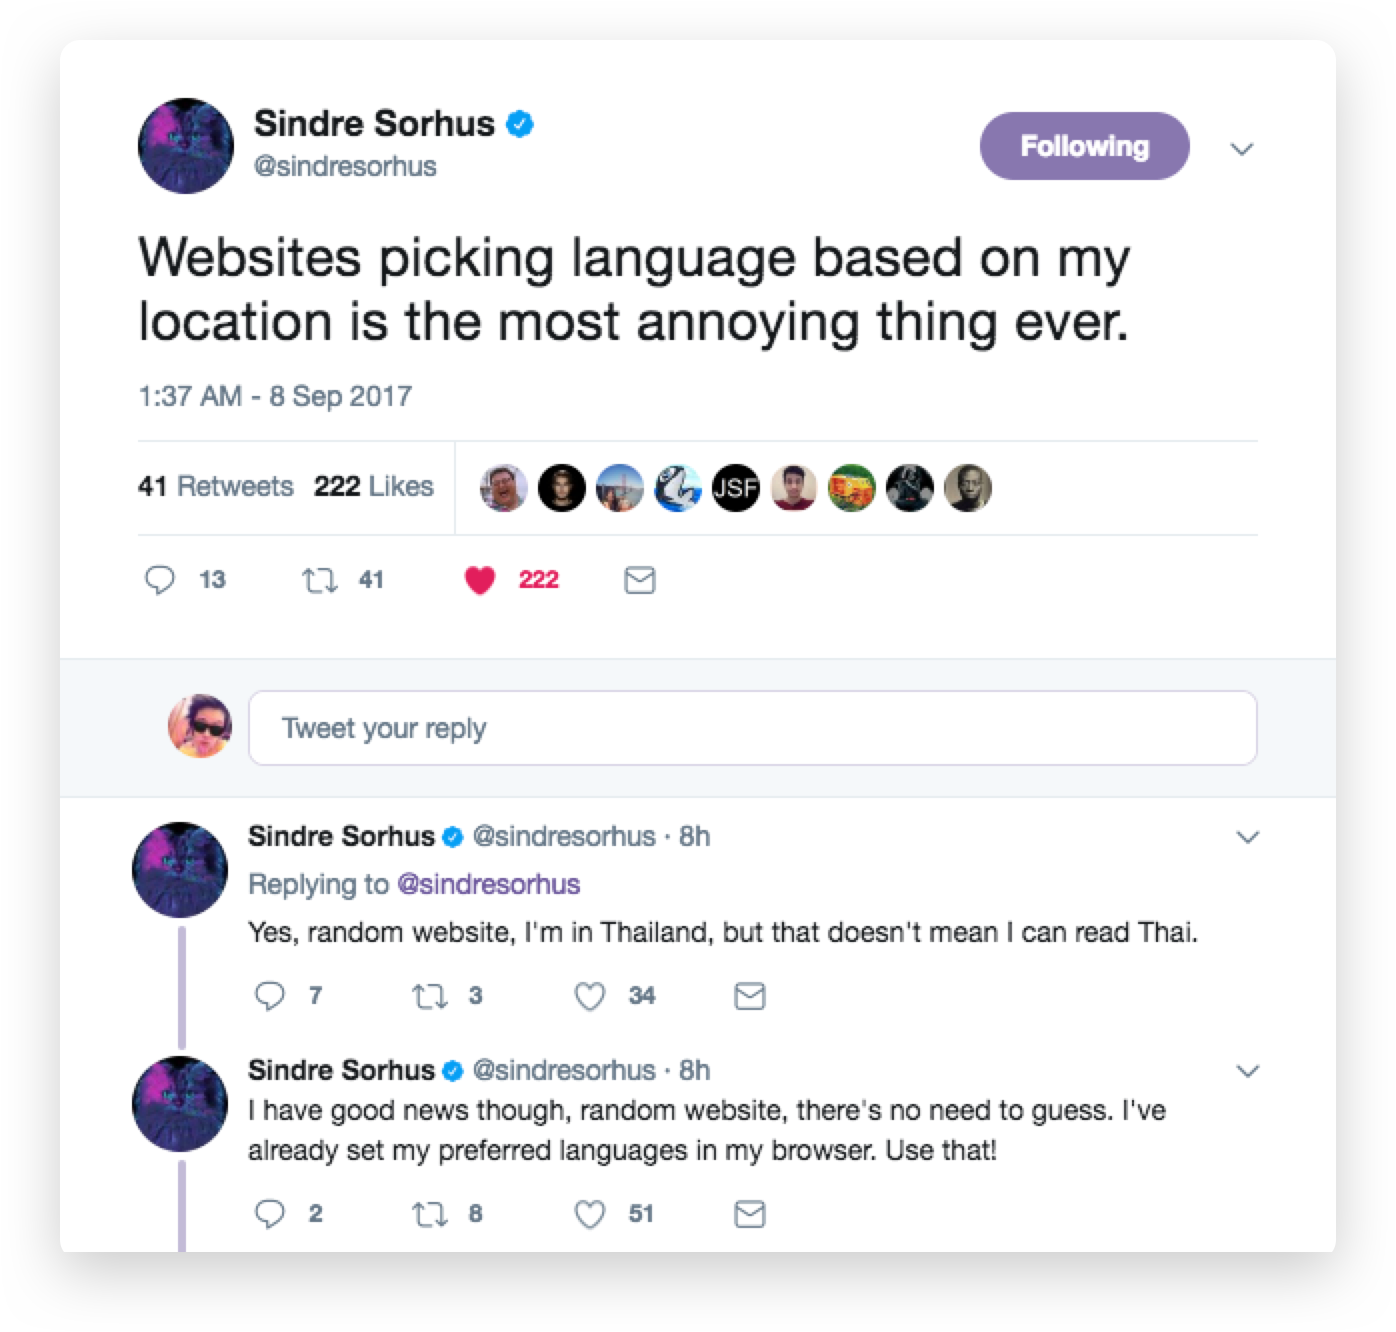 Sindre Sorhus
@sindresorhus
Following
Websites picking language based on my
location is the most annoying thing ever.
1:37 AM - 8 Sep 2017
41 Retweets 222 Likes
JSF
13 41 222
Tweet your reply
Sindre Sorhus @sindresorhus · 8h
Replying to @sindresorhus
Yes, random website, I'm in Thailand, but that doesn't mean I can read Thai.
7 3 34
Sindre Sorhus @sindresorhus · 8h
I have good news though, random website, there's no need to guess. I've
already set my preferred languages in my browser. Use that!
2 8 51